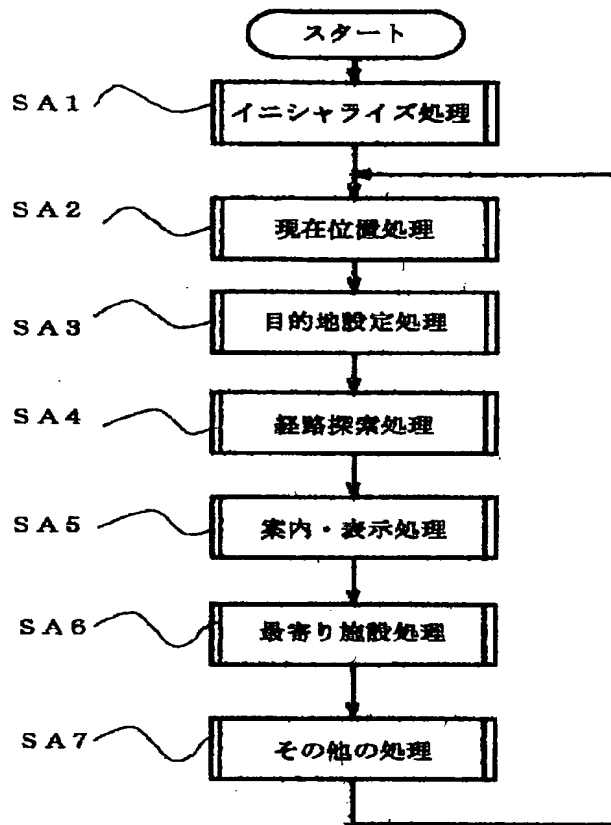 スタート
SA1 イニシャライズ処理
SA2 現在位置処理
SA3 目的地設定処理
SA4 経路探索処理
SA5 案内・表示処理
SA6 最寄り施設処理
SA7 その他の処理